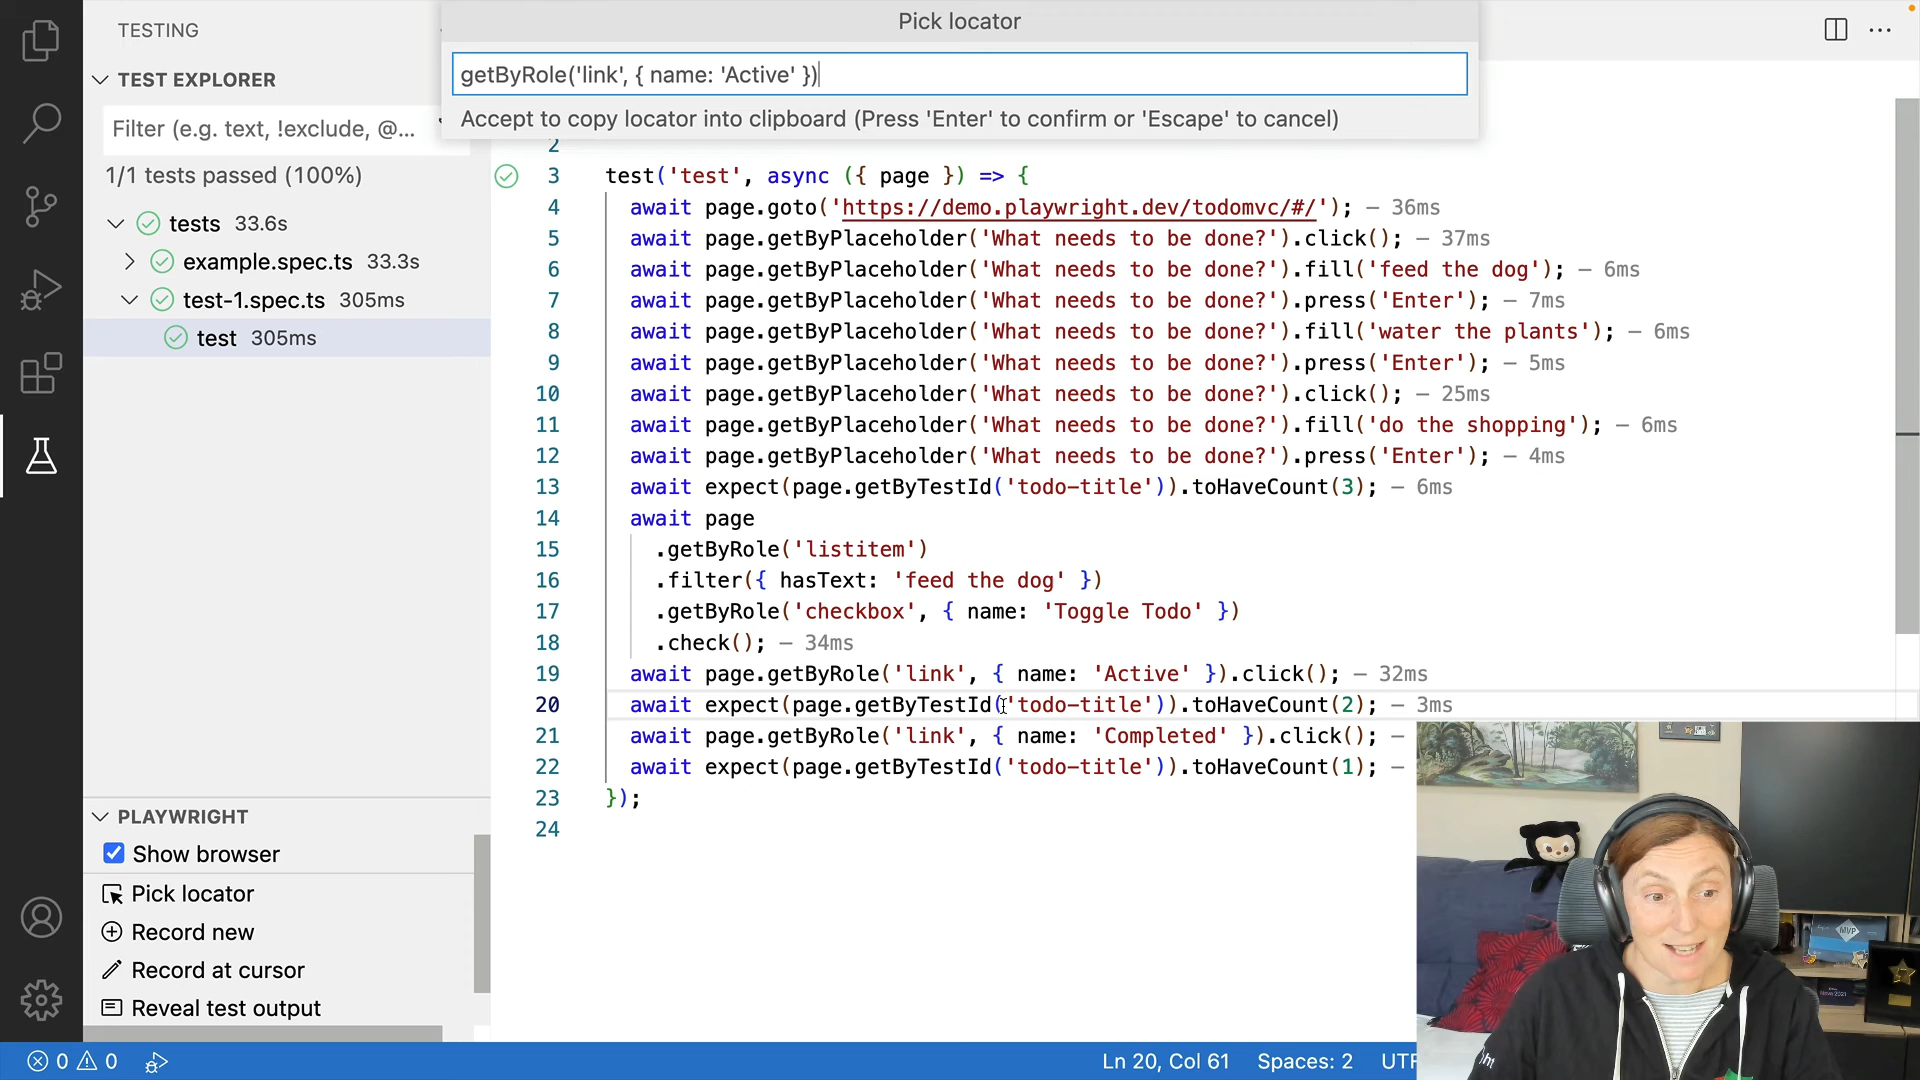 TESTING
TEST EXPLORER
Filter (e.g. text, !exclude, @...
1/1 tests passed (100%)
tests 33.6s
example.spec.ts 33.3s
test-1.spec.ts 305ms
test 305ms
PLAYWRIGHT
Show browser
Pick locator
Record new
Record at cursor
Reveal test output
Pick locator
getByRole('link', { name: 'Active' })
Accept to copy locator into clipboard (Press 'Enter' to confirm or 'Escape' to cancel)
2
3 test('test', async ({ page }) => {
4 await page.goto('https://demo.playwright.dev/todomvc/#/'); — 36ms
5 await page.getByPlaceholder('What needs to be done?').click(); — 37ms
6 await page.getByPlaceholder('What needs to be done?').fill('feed the dog'); — 6ms
7 await page.getByPlaceholder('What needs to be done?').press('Enter'); — 7ms
8 await page.getByPlaceholder('What needs to be done?').fill('water the plants'); — 6ms
9 await page.getByPlaceholder('What needs to be done?').press('Enter'); — 5ms
10 await page.getByPlaceholder('What needs to be done?').click(); — 25ms
11 await page.getByPlaceholder('What needs to be done?').fill('do the shopping'); — 6ms
12 await page.getByPlaceholder('What needs to be done?').press('Enter'); — 4ms
13 await expect(page.getByTestId('todo-title')).toHaveCount(3); — 6ms
14 await page
15 .getByRole('listitem')
16 .filter({ hasText: 'feed the dog' })
17 .getByRole('checkbox', { name: 'Toggle Todo' })
18 .check(); — 34ms
19 await page.getByRole('link', { name: 'Active' }).click(); — 32ms
20 await expect(page.getByTestId('todo-title')).toHaveCount(2); — 3ms
21 await page.getByRole('link', { name: 'Completed' }).click(); —
22 await expect(page.getByTestId('todo-title')).toHaveCount(1); —
23 });
24
MVP
0 0
Ln 20, Col 61 Spaces: 2 UTF